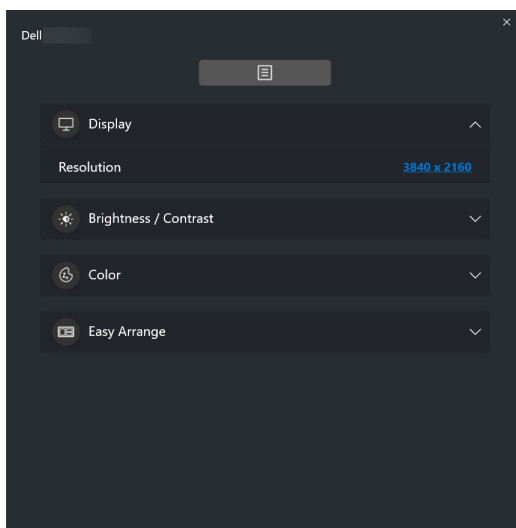 Dell
Display
Resolution 3840 x 2160
Brightness / Contrast
Color
Easy Arrange